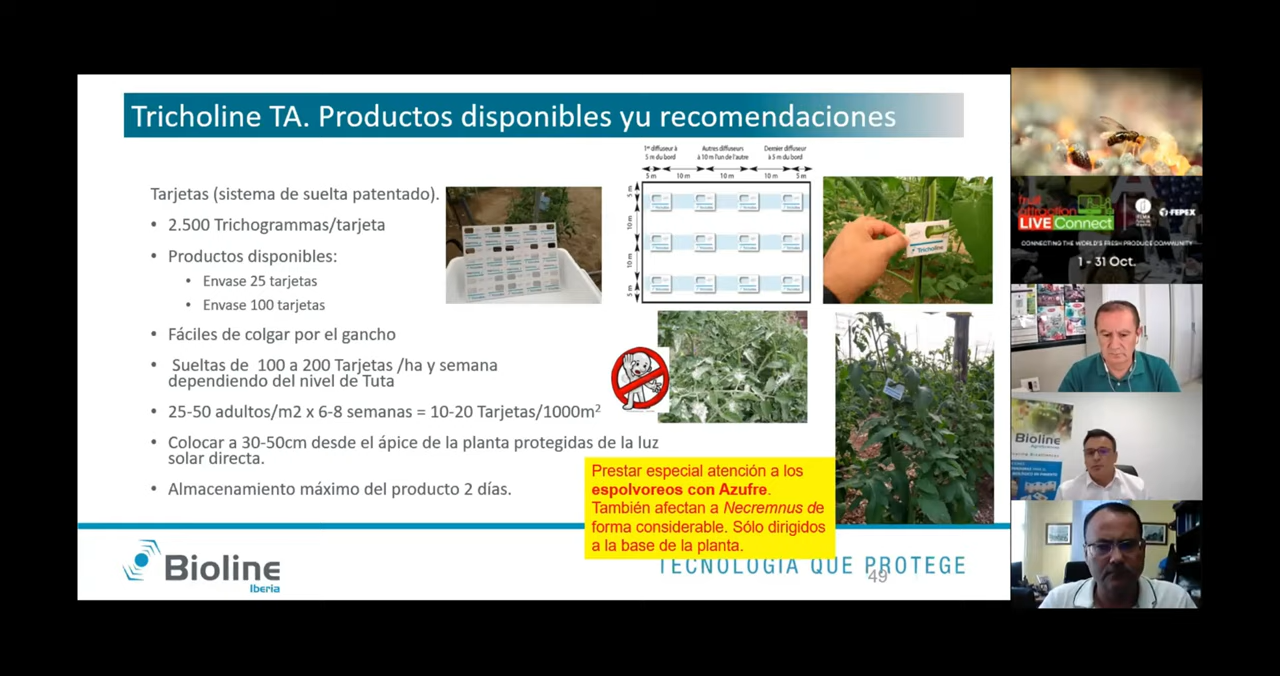 Tricholine TA. Productos disponibles yu recomendaciones
Tarjetas (sistema de suelta patentado).
• 2.500 Trichogrammas/tarjeta
• Productos disponibles:
• Envase 25 tarjetas
• Envase 100 tarjetas
• Fáciles de colgar por el gancho
• Sueltas de 100 a 200 Tarjetas /ha y semana
dependiendo del nivel de Tuta
• 25-50 adultos/m2 x 6-8 semanas = 10-20 Tarjetas/1000m²
• Colocar a 30-50cm desde el ápice de la planta protegidas de la luz
solar directa.
• Almacenamiento máximo del producto 2 días.
1er diffuseur à
5 m du bord
Autres diffuseurs
à 10 m l'un de l'autre
Dernier diffuseur
à 5 m du bord
5 m 10 m 10 m 10 m 5 m
5 m
10 m
10 m
5 m
Tricholine
Prestar especial atención a los
espolvoreos con Azufre.
También afectan a Necremnus de
forma considerable. Sólo dirigidos
a la base de la planta.
Bioline
Iberia
TECNOLOGÍA QUE PROTEGE
49
fruit
attraction
LIVE Connect
FEPEX
CONNECTING THE WORLD'S FRESH PRODUCE COMMUNITY
1 - 31 Oct.
Bioline